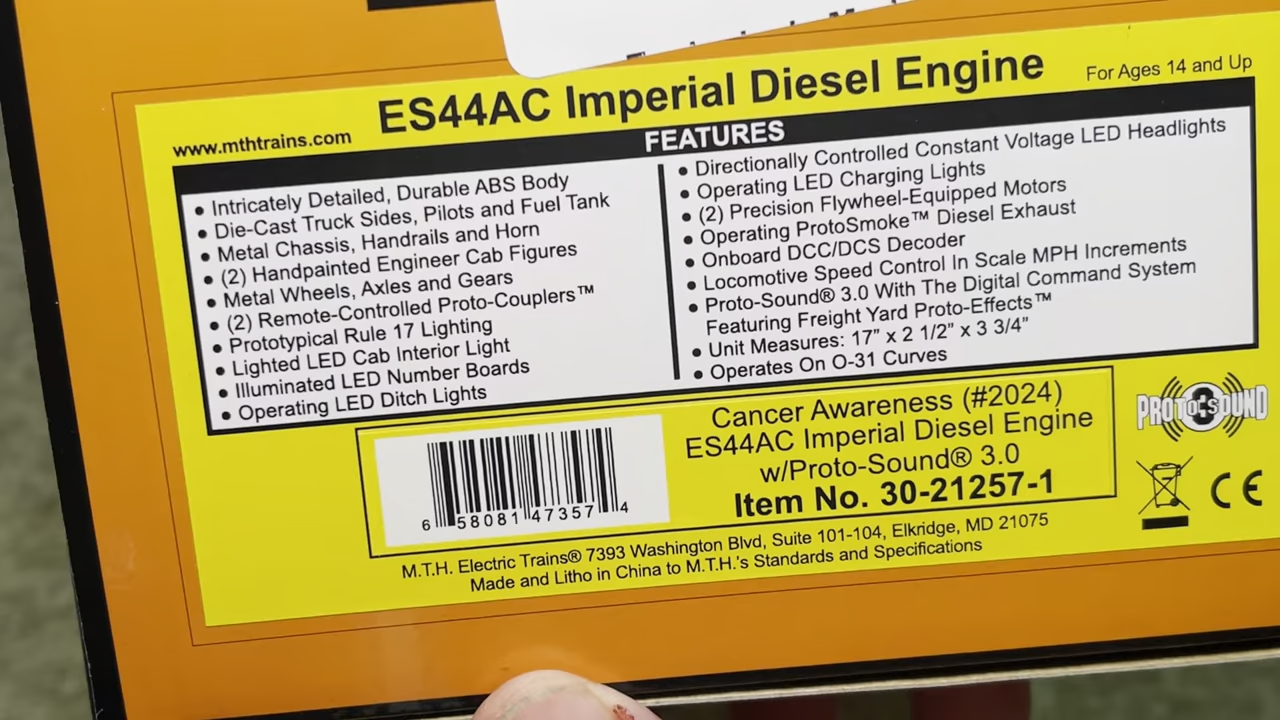 ES44AC Imperial Diesel Engine
For Ages 14 and Up
www.mthtrains.com
FEATURES
• Intricately Detailed, Durable ABS Body
• Die-Cast Truck Sides, Pilots and Fuel Tank
• Metal Chassis, Handrails and Horn
• (2) Handpainted Engineer Cab Figures
• Metal Wheels, Axles and Gears
• (2) Remote-Controlled Proto-Couplers™
• Prototypical Rule 17 Lighting
• Lighted LED Cab Interior Light
• Illuminated LED Number Boards
• Operating LED Ditch Lights
• Directionally Controlled Constant Voltage LED Headlights
• Operating LED Charging Lights
• (2) Precision Flywheel-Equipped Motors
• Operating ProtoSmoke™ Diesel Exhaust
• Onboard DCC/DCS Decoder
• Locomotive Speed Control In Scale MPH Increments
• Proto-Sound® 3.0 With The Digital Command System
Featuring Freight Yard Proto-Effects™
• Unit Measures: 17” x 2 1/2” x 3 3/4”
• Operates On O-31 Curves
6 58081 47357 4
Cancer Awareness (#2024)
ES44AC Imperial Diesel Engine
w/Proto-Sound® 3.0
Item No. 30-21257-1
PROTO-SOUND 3
CE
M.T.H. Electric Trains® 7393 Washington Blvd, Suite 101-104, Elkridge, MD 21075
Made and Litho in China to M.T.H.'s Standards and Specifications